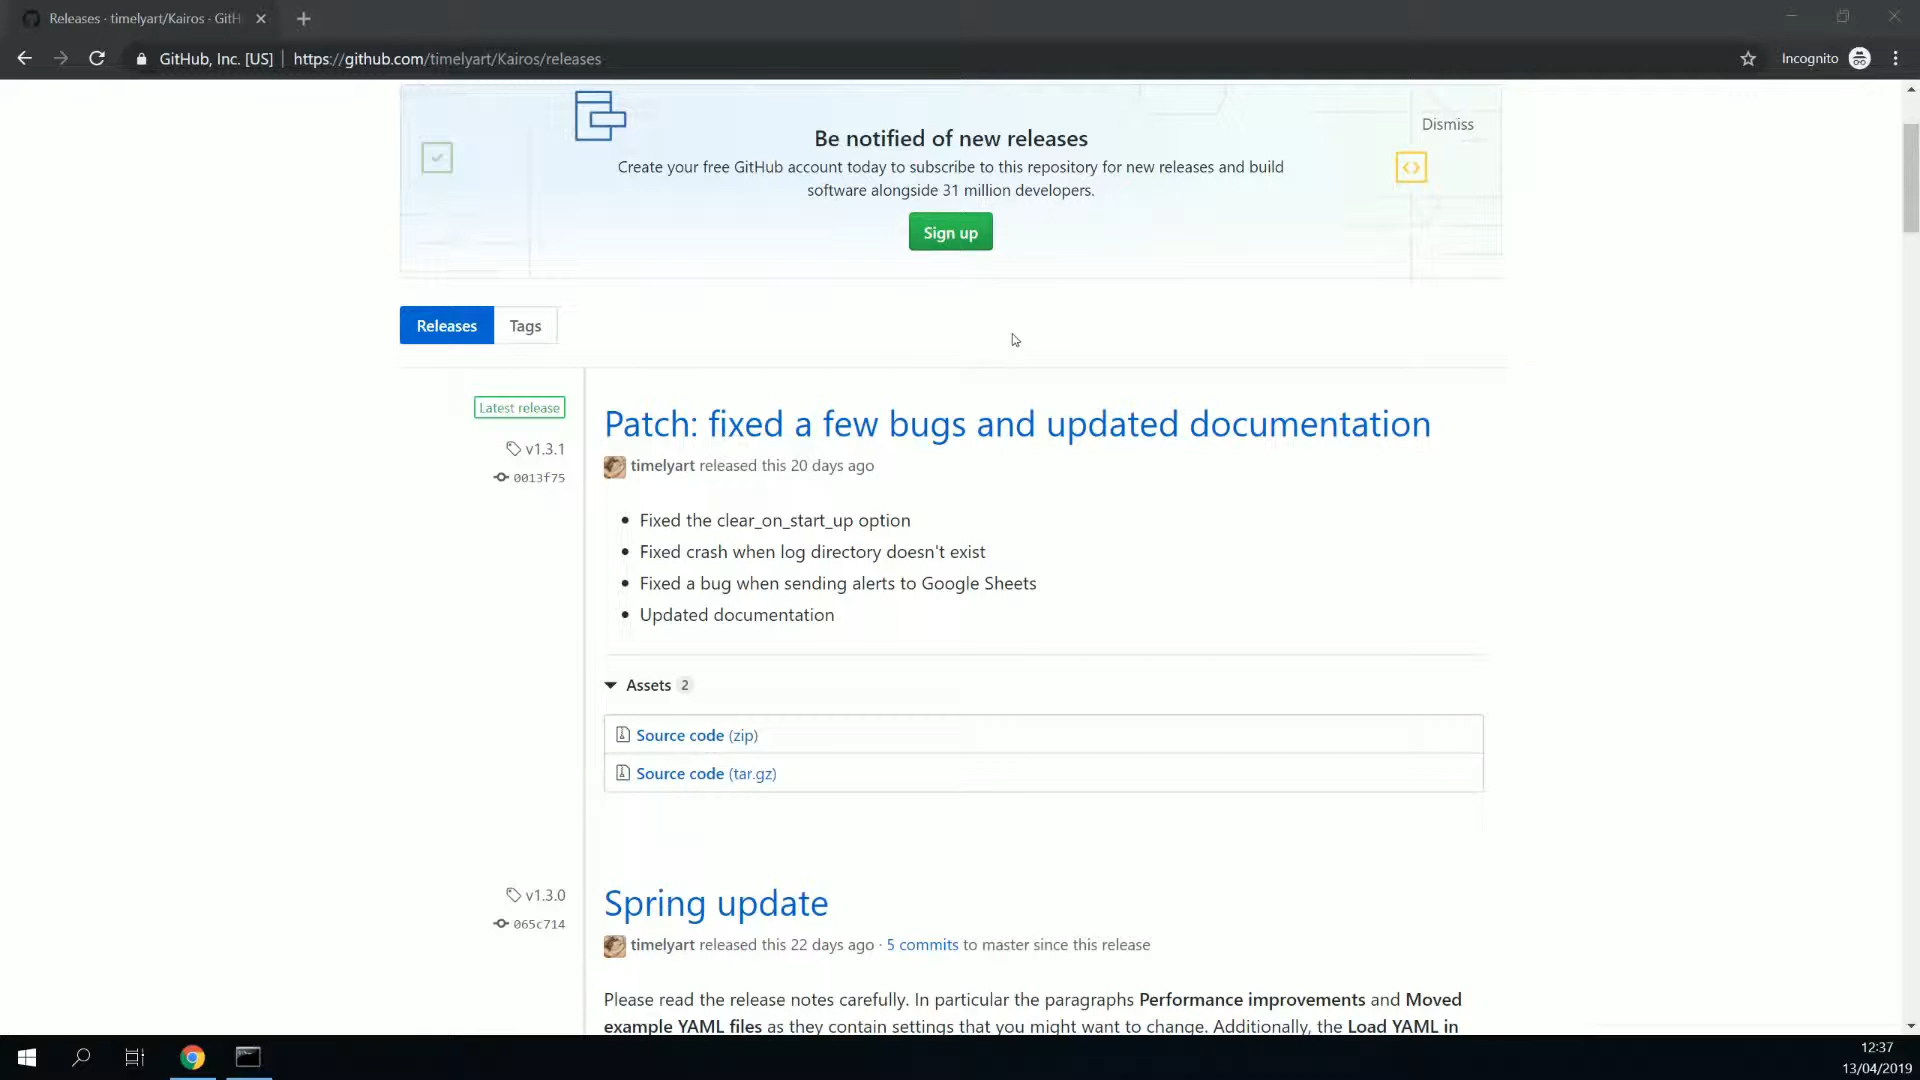 Releases · timelyart/Kairos · GitH
GitHub, Inc. [US] | https://github.com/timelyart/Kairos/releases
Incognito
Be notified of new releases
Dismiss
Create your free GitHub account today to subscribe to this repository for new releases and build
software alongside 31 million developers.
Sign up
Releases
Tags
Latest release
v1.3.1
0013f75
Patch: fixed a few bugs and updated documentation
timelyart released this 20 days ago
• Fixed the clear_on_start_up option
• Fixed crash when log directory doesn't exist
• Fixed a bug when sending alerts to Google Sheets
• Updated documentation
Assets 2
Source code (zip)
Source code (tar.gz)
v1.3.0
065c714
Spring update
timelyart released this 22 days ago · 5 commits to master since this release
Please read the release notes carefully. In particular the paragraphs Performance improvements and Moved
example YAML files as they contain settings that you might want to change. Additionally, the Load YAML in
12:37
13/04/2019